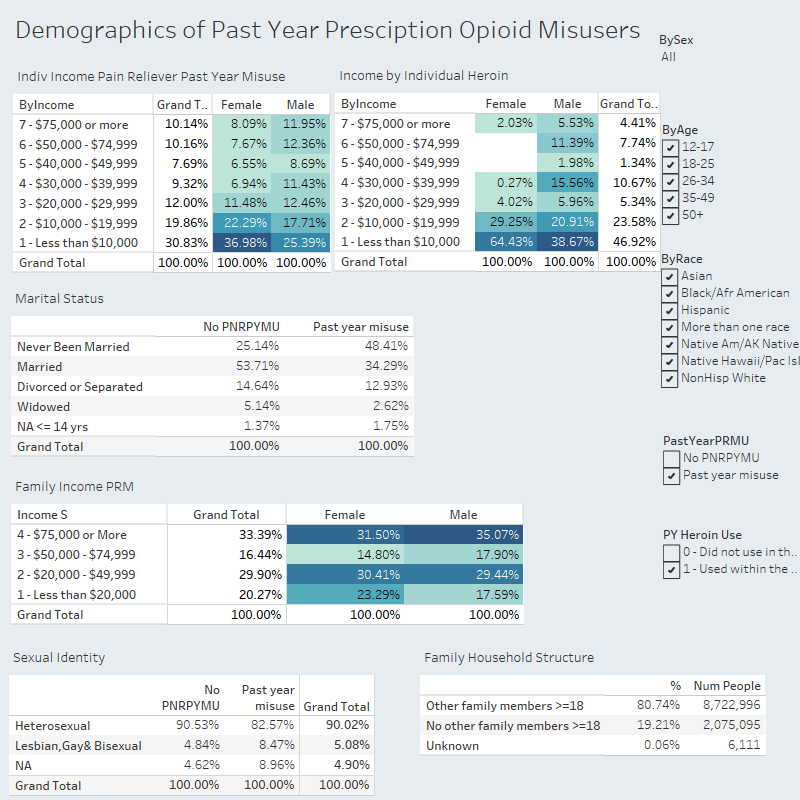 Demographics of Past Year Presciption Opioid Misusers
BySex
All
Indiv Income Pain Reliever Past Year Misuse
ByIncome Grand T.. Female Male
7 - $75,000 or more 10.14% 8.09% 11.95%
6 - $50,000 - $74,999 10.16% 7.67% 12.36%
5 - $40,000 - $49,999 7.69% 6.55% 8.69%
4 - $30,000 - $39,999 9.32% 6.94% 11.43%
3 - $20,000 - $29,999 12.00% 11.48% 12.46%
2 - $10,000 - $19,999 19.86% 22.29% 17.71%
1 - Less than $10,000 30.83% 36.98% 25.39%
Grand Total 100.00% 100.00% 100.00%
Income by Individual Heroin
ByIncome Female Male Grand To..
7 - $75,000 or more 2.03% 5.53% 4.41%
6 - $50,000 - $74,999 11.39% 7.74%
5 - $40,000 - $49,999 1.98% 1.34%
4 - $30,000 - $39,999 0.27% 15.56% 10.67%
3 - $20,000 - $29,999 4.02% 5.96% 5.34%
2 - $10,000 - $19,999 29.25% 20.91% 23.58%
1 - Less than $10,000 64.43% 38.67% 46.92%
Grand Total 100.00% 100.00% 100.00%
ByAge
12-17
18-25
26-34
35-49
50+
ByRace
Asian
Black/Afr American
Hispanic
More than one race
Native Am/AK Native
Native Hawaii/Pac Isl
NonHisp White
Marital Status
No PNRPYMU Past year misuse
Never Been Married 25.14% 48.41%
Married 53.71% 34.29%
Divorced or Separated 14.64% 12.93%
Widowed 5.14% 2.62%
NA <= 14 yrs 1.37% 1.75%
Grand Total 100.00% 100.00%
PastYearPRMU
No PNRPYMU
Past year misuse
Family Income PRM
Income S Grand Total Female Male
4 - $75,000 or More 33.39% 31.50% 35.07%
3 - $50,000 - $74,999 16.44% 14.80% 17.90%
2 - $20,000 - $49,999 29.90% 30.41% 29.44%
1 - Less than $20,000 20.27% 23.29% 17.59%
Grand Total 100.00% 100.00% 100.00%
PY Heroin Use
0 - Did not use in th..
1 - Used within the ..
Sexual Identity
No PNRPYMU Past year misuse Grand Total
Heterosexual 90.53% 82.57% 90.02%
Lesbian,Gay& Bisexual 4.84% 8.47% 5.08%
NA 4.62% 8.96% 4.90%
Grand Total 100.00% 100.00% 100.00%
Family Household Structure
% Num People
Other family members >=18 80.74% 8,722,996
No other family members >=18 19.21% 2,075,095
Unknown 0.06% 6,111